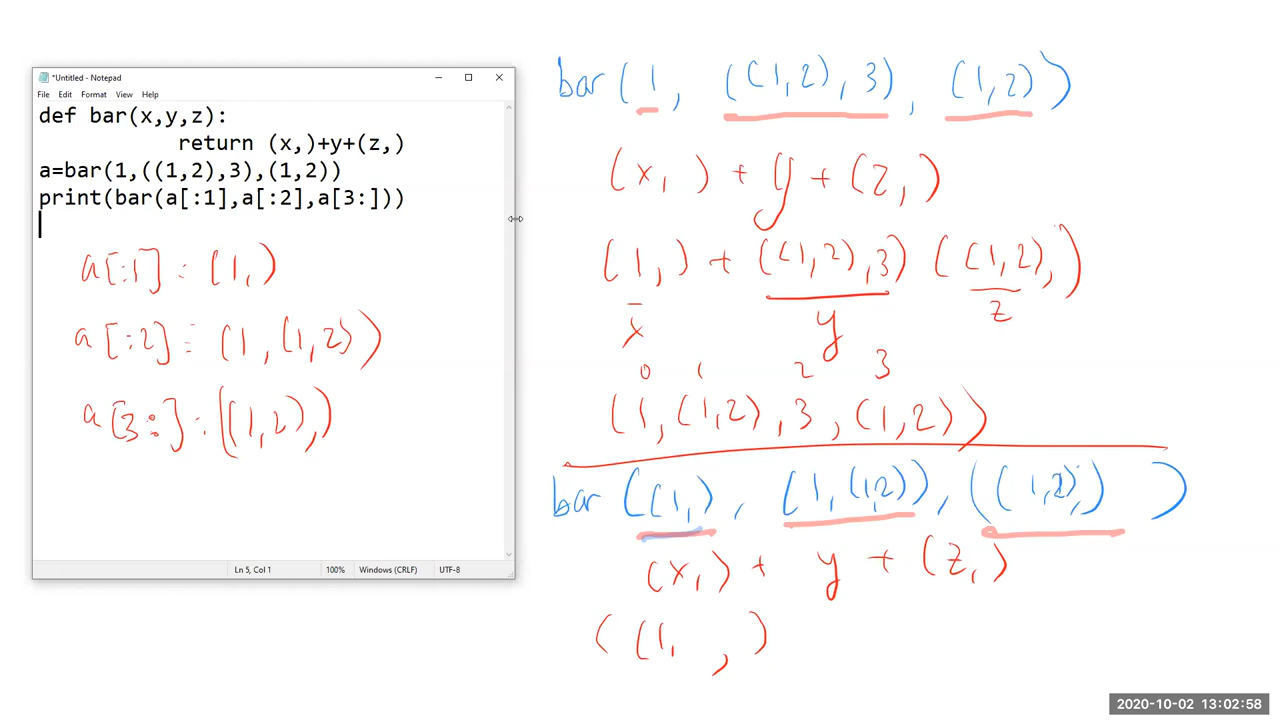 *Untitled - Notepad
File Edit Format View Help
def bar(x,y,z):
return (x,)+y+(z,)
a=bar(1,((1,2),3),(1,2))
print(bar(a[:1],a[:2],a[3:]))
a[:1] : (1,)
a[:2] : (1,(1,2))
a[3:] : ((1,2),)
Ln 5, Col 1 100% Windows (CRLF) UTF-8
bar(1, ((1,2),3), (1,2))
(x,) + y + (z,)
(1,) + ((1,2),3) ((1,2),)
x y z
0 1 2 3
(1,(1,2),3,(1,2))
bar((1,), (1,(1,2)), ((1,2),) )
(x,) + y + (z,)
((1, ,)
2020-10-02 13:02:58